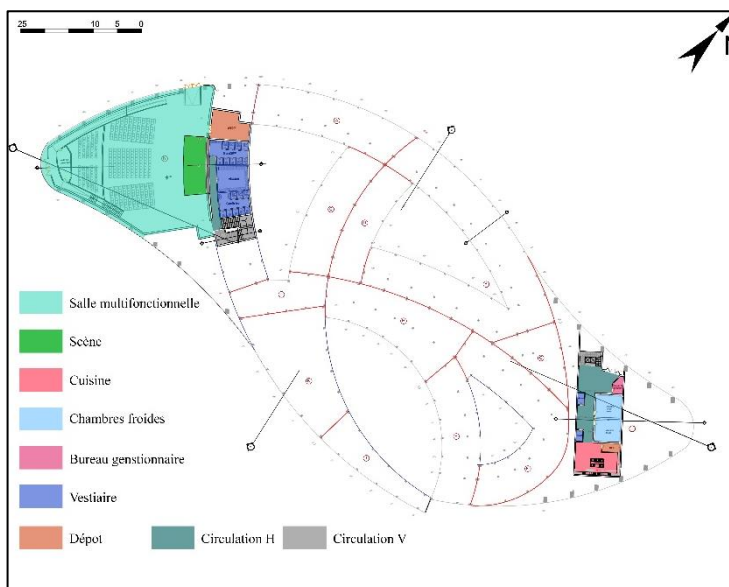 25 10 5 0
N
Salle multifonctionnelle
Scène
Cuisine
Chambres froides
Bureau genstionnaire
Vestiaire
Dépot
Circulation H
Circulation V